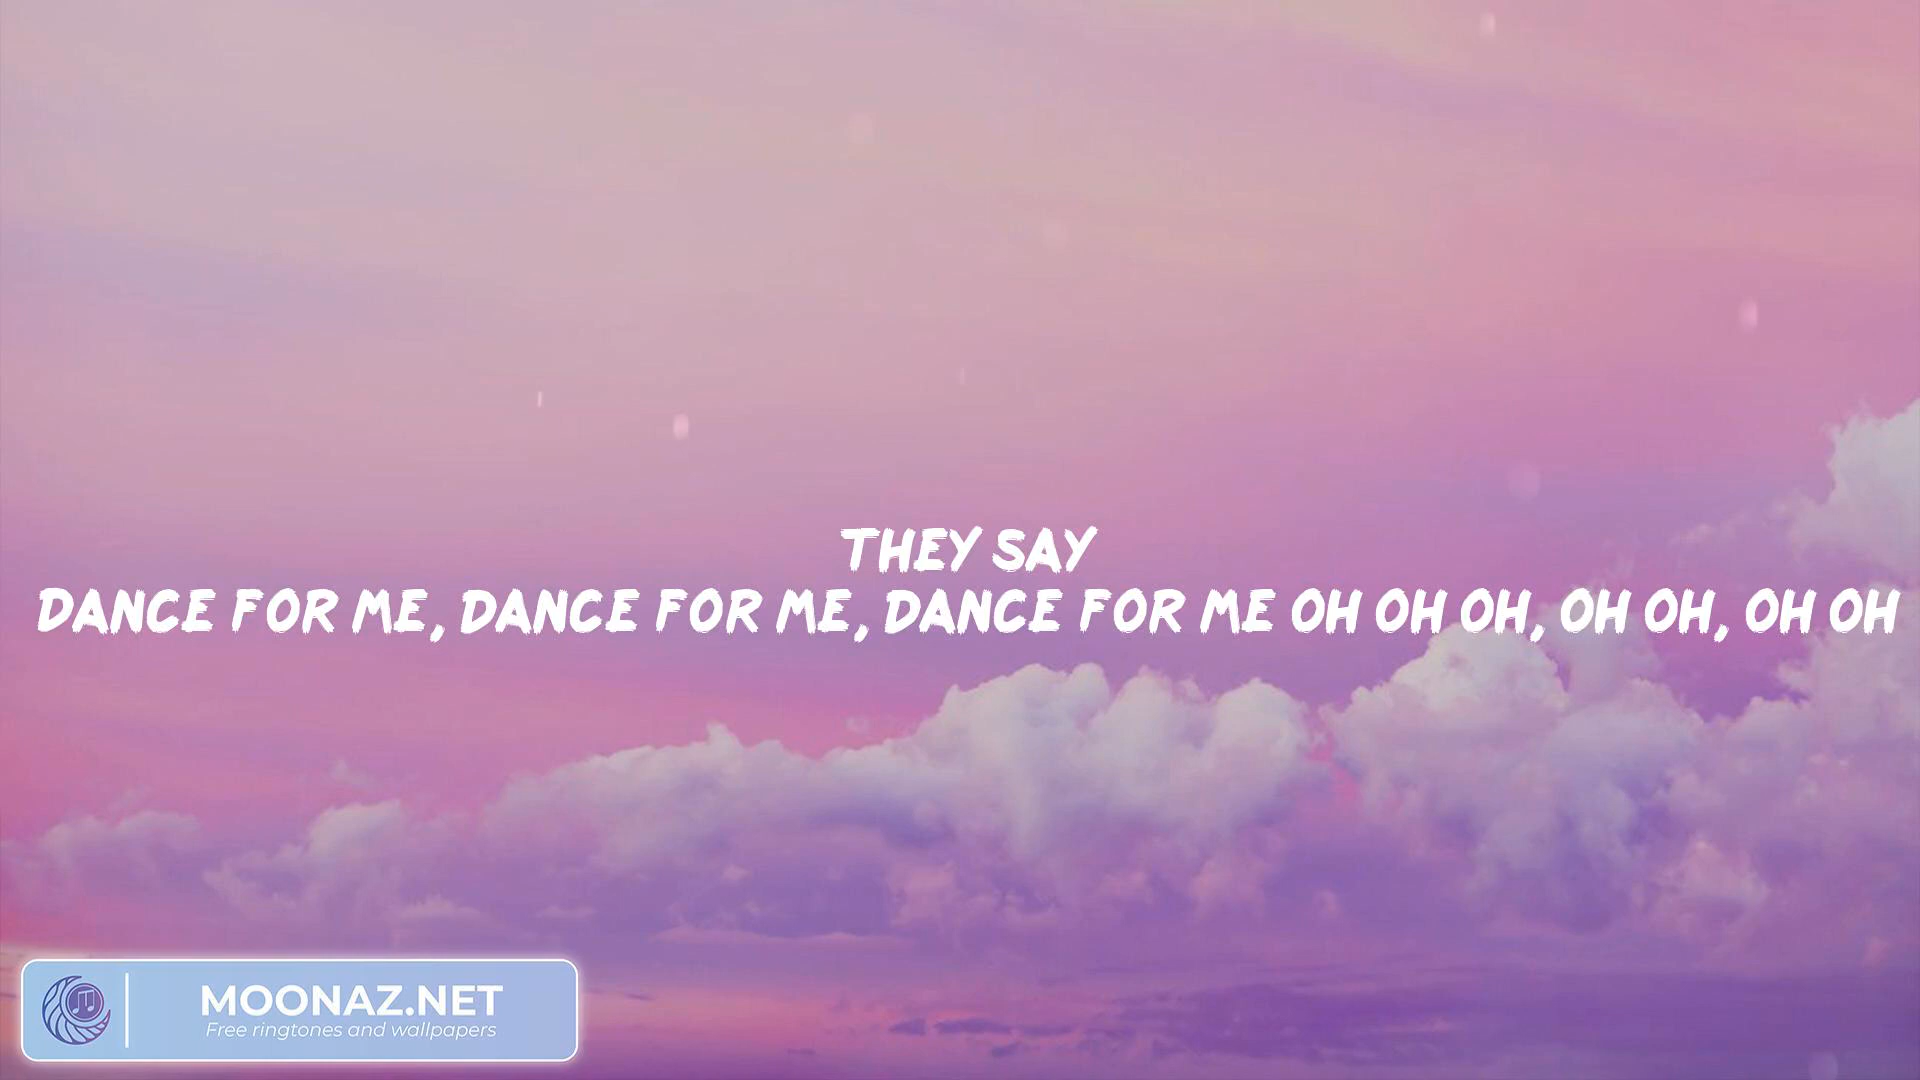 THEY SAY
DANCE FOR ME, DANCE FOR ME, DANCE FOR ME OH OH OH, OH OH, OH OH
MOONAZ.NET
Free ringtones and wallpapers